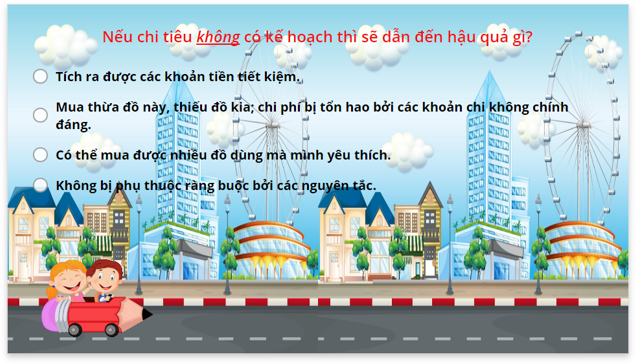 Nếu chi tiêu không có kế hoạch thì sẽ dẫn đến hậu quả gì?
Tích ra được các khoản tiền tiết kiệm.
Mua thừa đồ này, thiếu đồ kia; chi phí bị tổn hao bởi các khoản chi không chính
đáng.
Có thể mua được nhiều đồ dùng mà mình yêu thích.
Không bị phụ thuộc ràng buộc bởi các nguyên tắc.